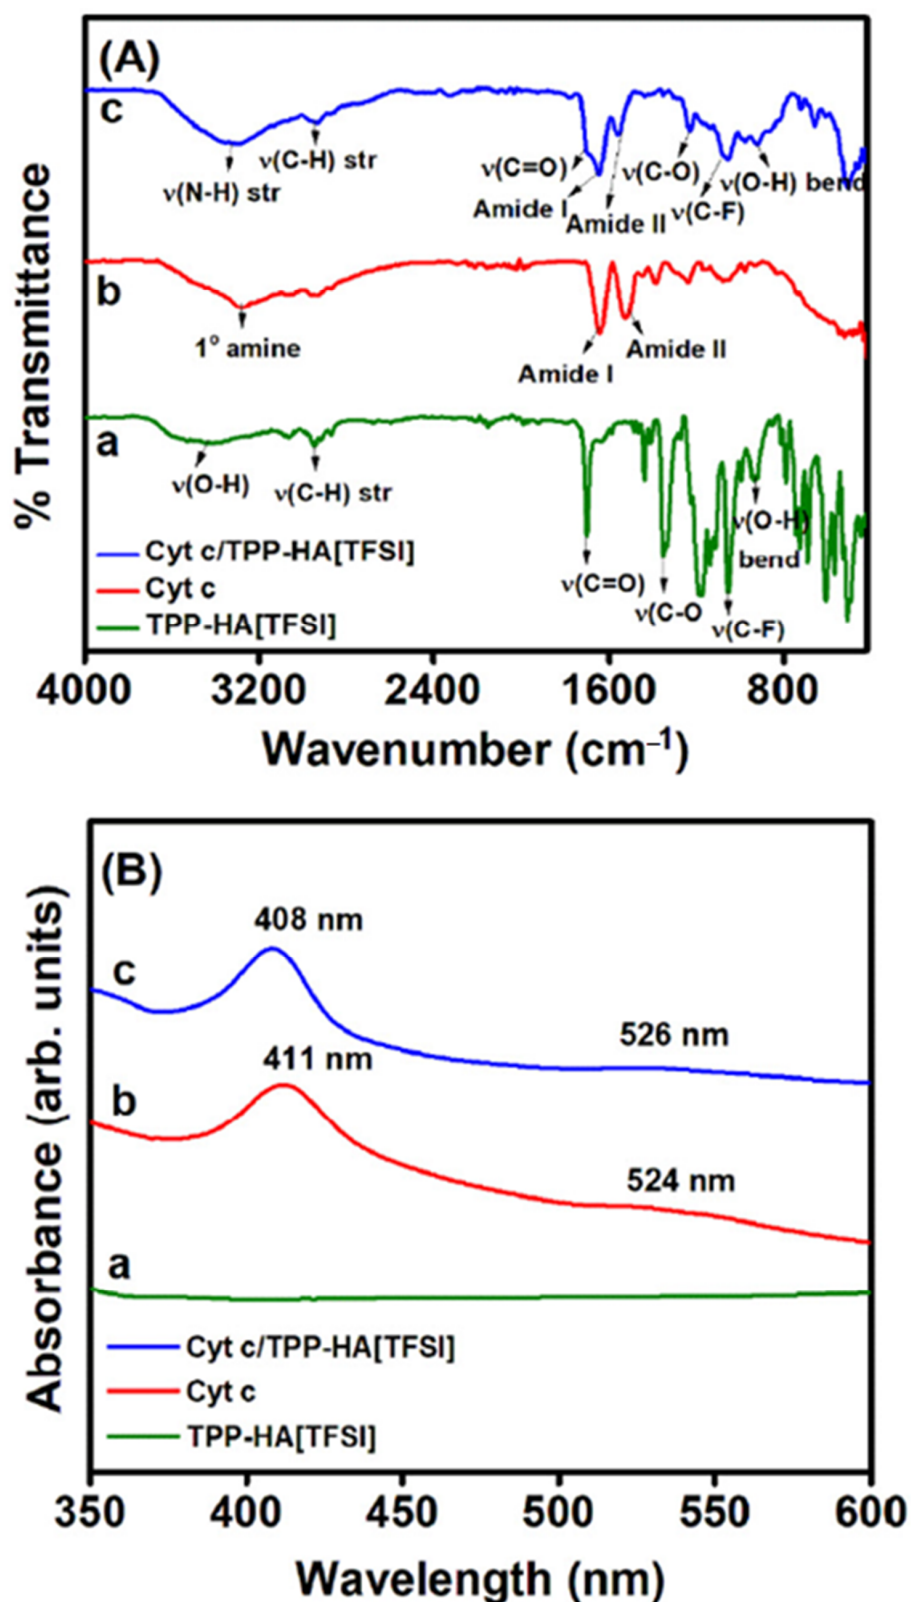 (A)
c
ν(C-H) str
ν(N-H) str
ν(C=O)
Amide I
Amide II
ν(C-O)
ν(C-F)
ν(O-H) bend
b
1° amine
Amide I
Amide II
a
ν(O-H)
ν(C-H) str
ν(C=O)
ν(C-O
ν(C-F)
ν(O-H)
bend
Cyt c/TPP-HA[TFSI]
Cyt c
TPP-HA[TFSI]
% Transmittance
4000 3200 2400 1600 800
Wavenumber (cm⁻¹)
(B)
408 nm
c
526 nm
411 nm
b
524 nm
a
Cyt c/TPP-HA[TFSI]
Cyt c
TPP-HA[TFSI]
Absorbance (arb. units)
350 400 450 500 550 600
Wavelength (nm)